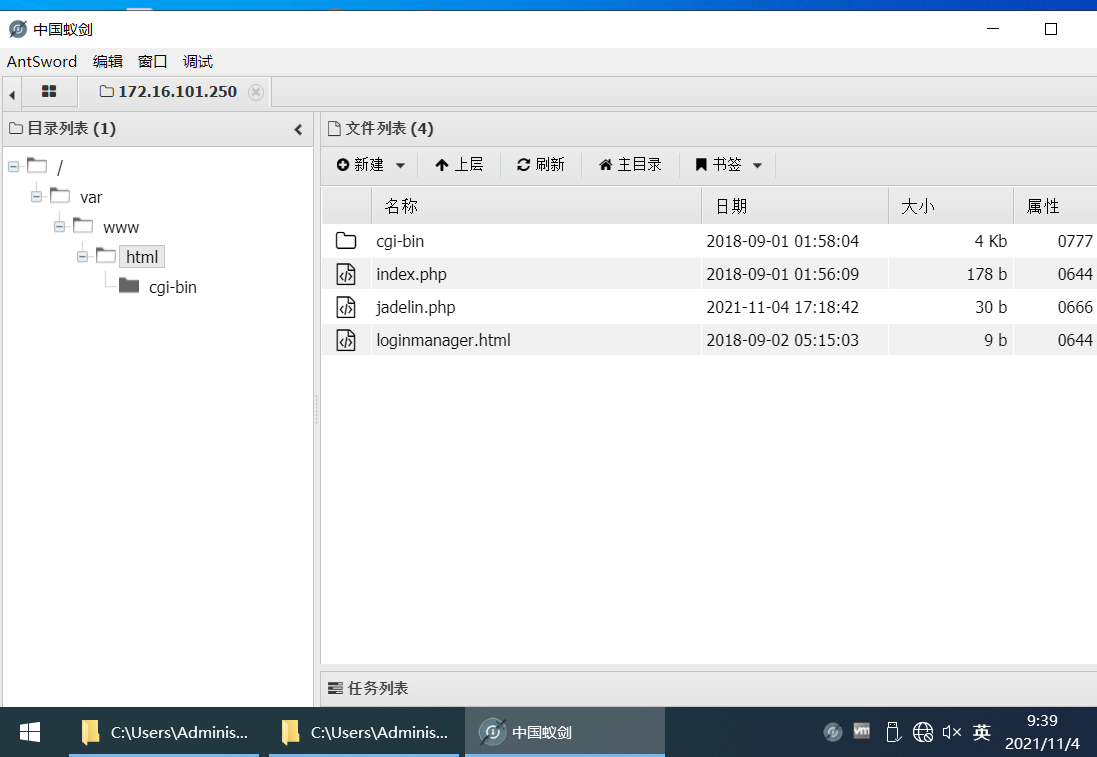 中国蚁剑
AntSword 编辑 窗口 调试
172.16.101.250
目录列表 (1)
文件列表 (4)
新建 上层 刷新 主目录 书签
/
var
www
html
cgi-bin
名称 日期 大小 属性
cgi-bin 2018-09-01 01:58:04 4 Kb 0777
index.php 2018-09-01 01:56:09 178 b 0644
jadelin.php 2021-11-04 17:18:42 30 b 0666
loginmanager.html 2018-09-02 05:15:03 9 b 0644
任务列表
C:\Users\Adminis... C:\Users\Adminis... 中国蚁剑 vm 英 9:39
2021/11/4